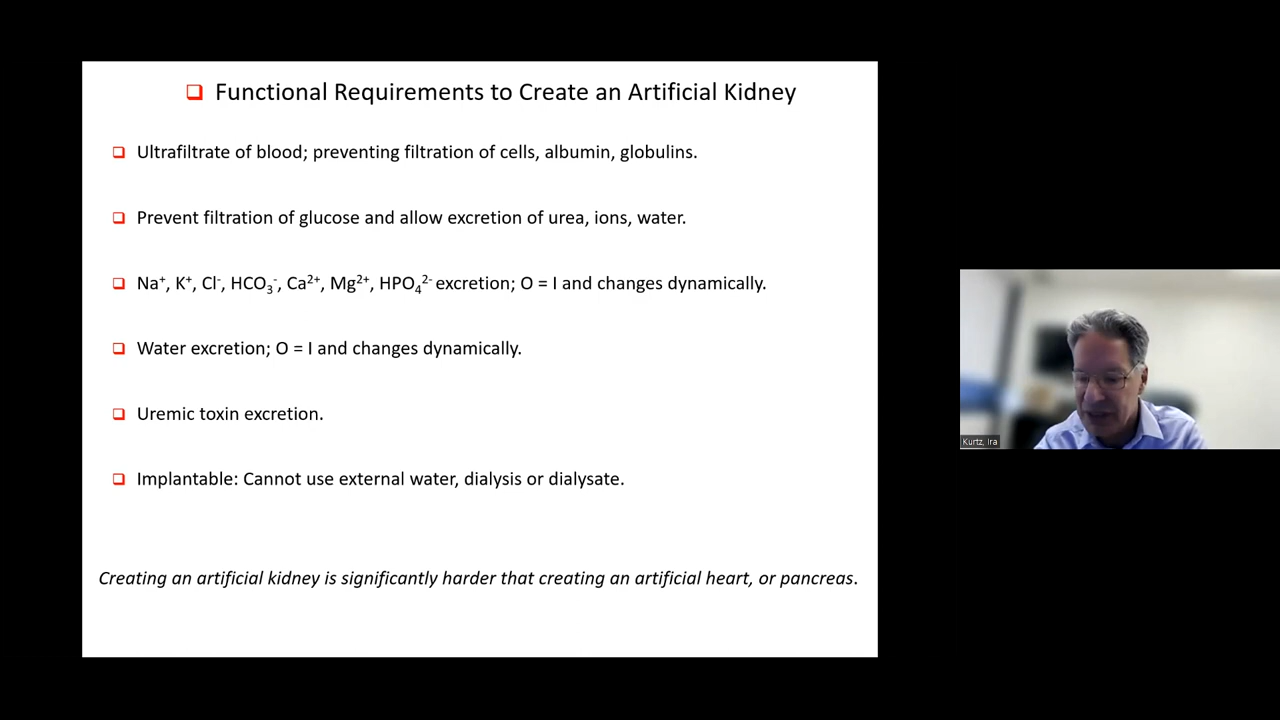 Functional Requirements to Create an Artificial Kidney
Ultrafiltrate of blood; preventing filtration of cells, albumin, globulins.
Prevent filtration of glucose and allow excretion of urea, ions, water.
Na⁺, K⁺, Cl⁻, HCO₃⁻, Ca²⁺, Mg²⁺, HPO₄²⁻ excretion; O = I and changes dynamically.
Water excretion; O = I and changes dynamically.
Uremic toxin excretion.
Implantable: Cannot use external water, dialysis or dialysate.
Creating an artificial kidney is significantly harder that creating an artificial heart, or pancreas.
Kurtz, Ira